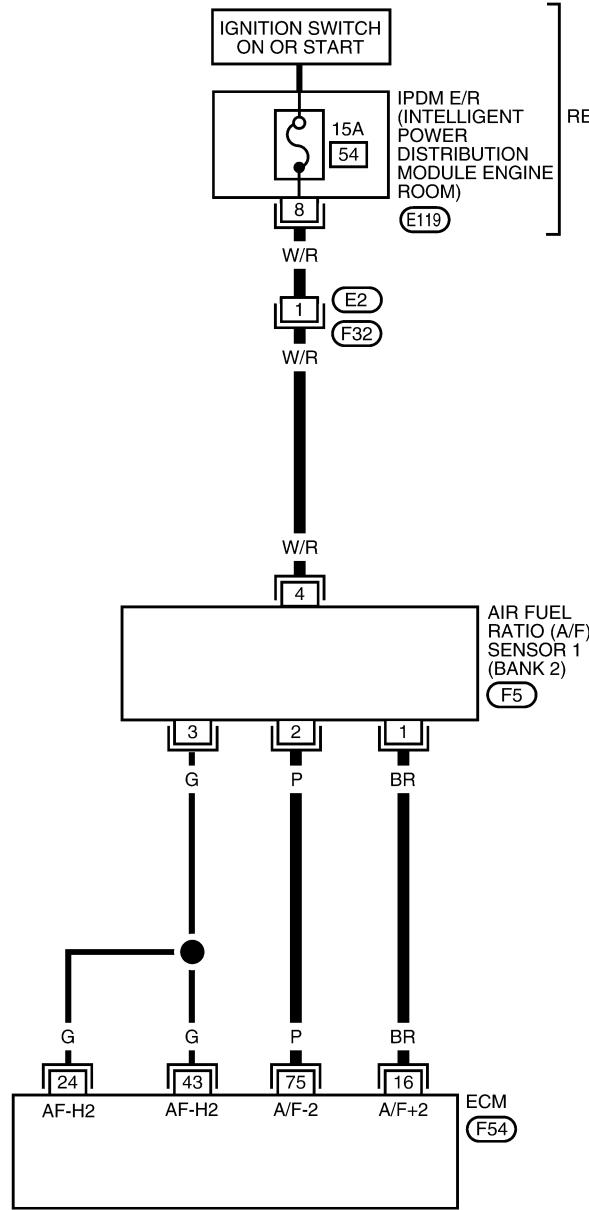 IGNITION SWITCH
ON OR START
IPDM E/R
(INTELLIGENT
POWER
DISTRIBUTION
MODULE ENGINE
ROOM)
RE
15A
54
8
E119
W/R
1
E2
F32
W/R
W/R
4
AIR FUEL
RATIO (A/F)
SENSOR 1
(BANK 2)
F5
3 2 1
G P BR
G G P BR
24 43 75 16
AF-H2 AF-H2 A/F-2 A/F+2
ECM
F54